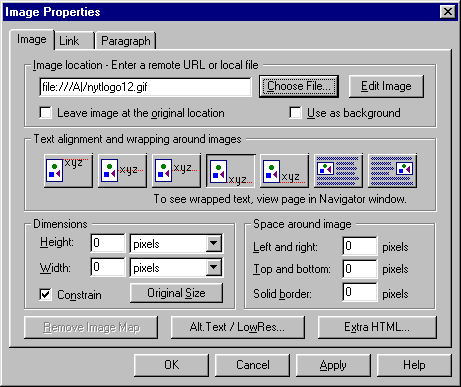 Image Properties
Image Link Paragraph
Image location - Enter a remote URL or local file
file:///A|/nytlogo12.gif Choose File... Edit Image
Leave image at the original location Use as background
Text alignment and wrapping around images
xyz xyz xyz xyz xyz
To see wrapped text, view page in Navigator window.
Dimensions Space around image
Height: 0 pixels Left and right: 0 pixels
Width: 0 pixels Top and bottom: 0 pixels
Constrain Original Size Solid border: 0 pixels
Remove Image Map Alt.Text / LowRes... Extra HTML...
OK Cancel Apply Help